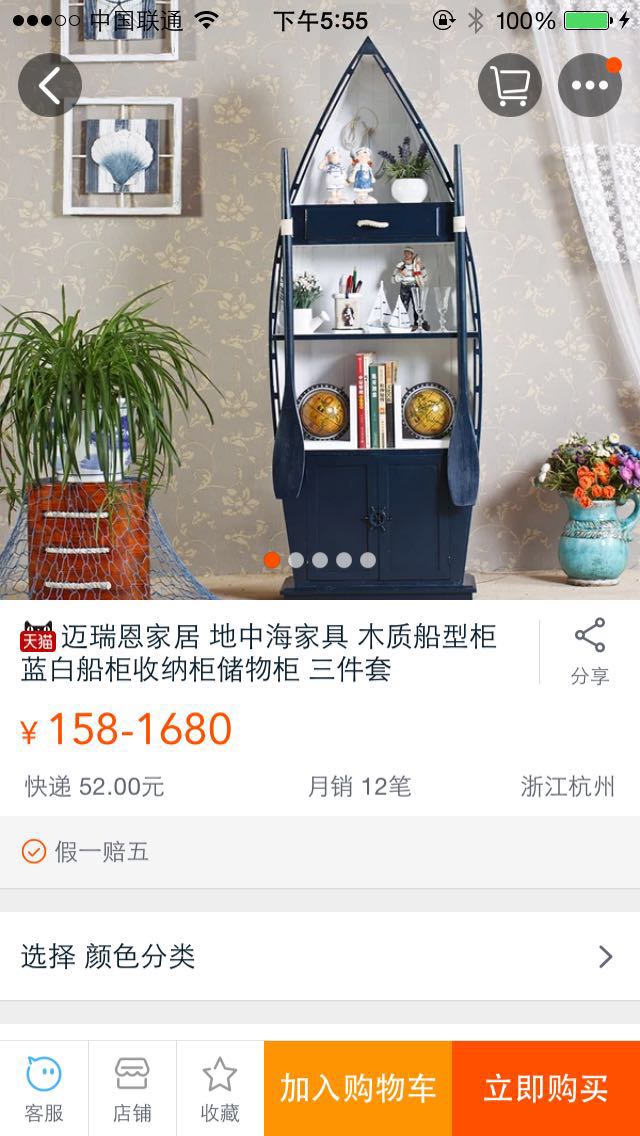 中国联通 下午5:55 100%
天猫 迈瑞恩家居 地中海家具 木质船型柜
蓝白船柜收纳柜储物柜 三件套
分享
¥ 158-1680
快递 52.00元 月销 12笔 浙江杭州
假一赔五
选择 颜色分类
客服 店铺 收藏 加入购物车 立即购买